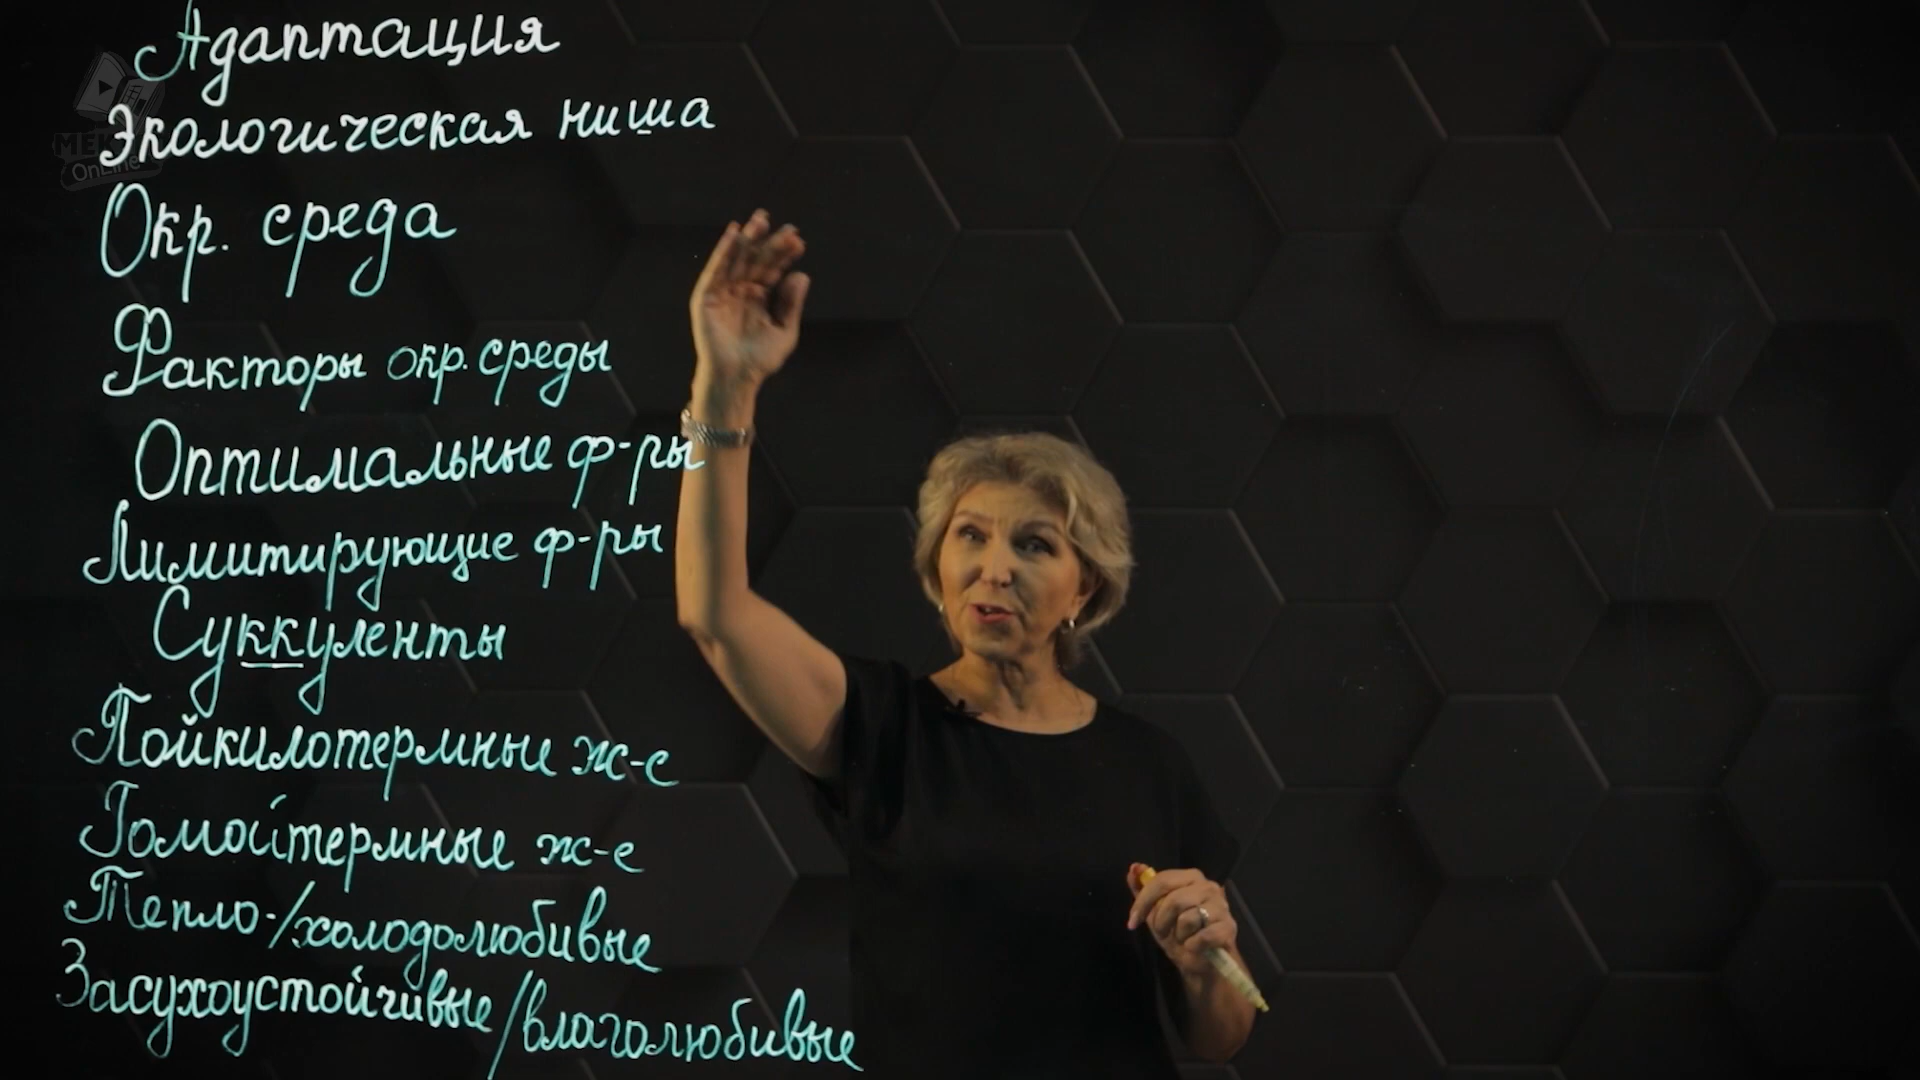 Адаптация
Экологическая ниша
Окр. среда
Факторы окр. среды
Оптимальные ф-ры
Лимитирующие ф-ры
Суккуленты
Пойкилотермные ж-е
Гомойтермные ж-е
Тепло-/холодолюбивые
Засухоустойчивые/влаголюбивые
OnLine